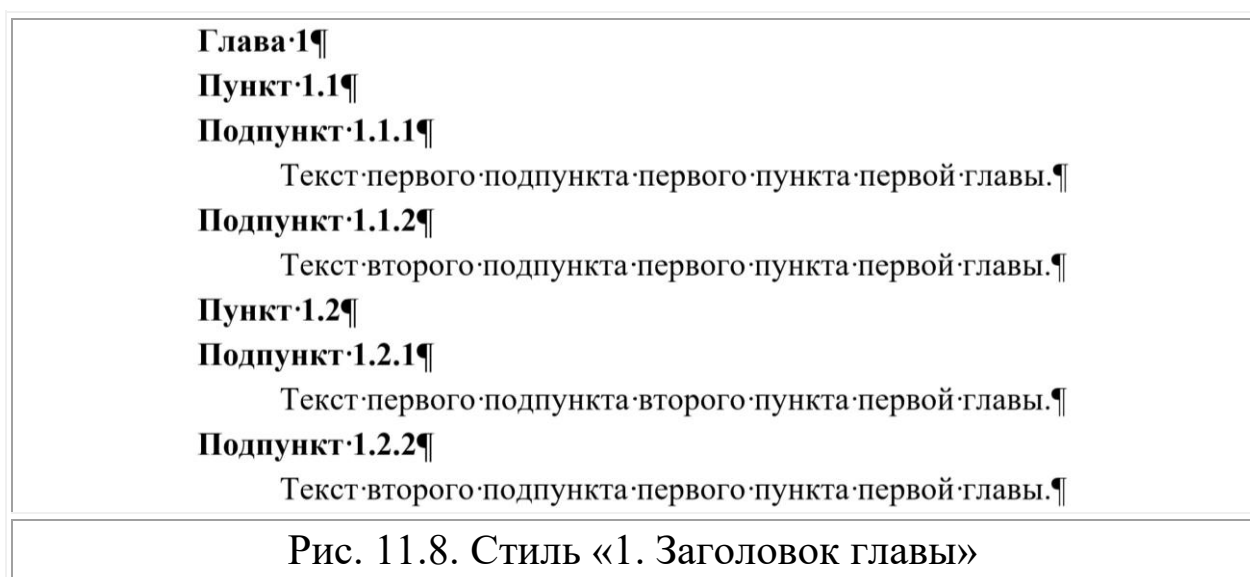 Глава·1¶
Пункт·1.1¶
Подпункт·1.1.1¶
Текст·первого·подпункта·первого·пункта·первой·главы.¶
Подпункт·1.1.2¶
Текст·второго·подпункта·первого·пункта·первой·главы.¶
Пункт·1.2¶
Подпункт·1.2.1¶
Текст·первого·подпункта·второго·пункта·первой·главы.¶
Подпункт·1.2.2¶
Текст·второго·подпункта·первого·пункта·первой·главы.¶
Рис. 11.8. Стиль «1. Заголовок главы»